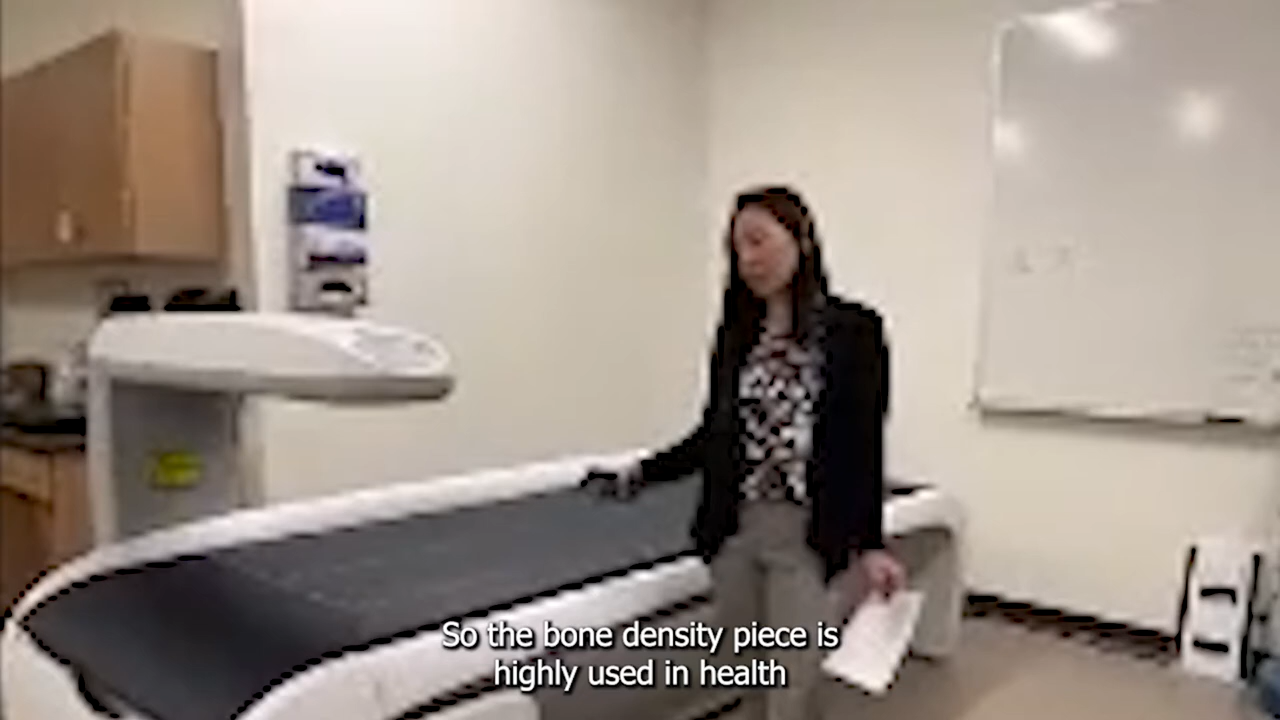 So the bone density piece is
highly used in health